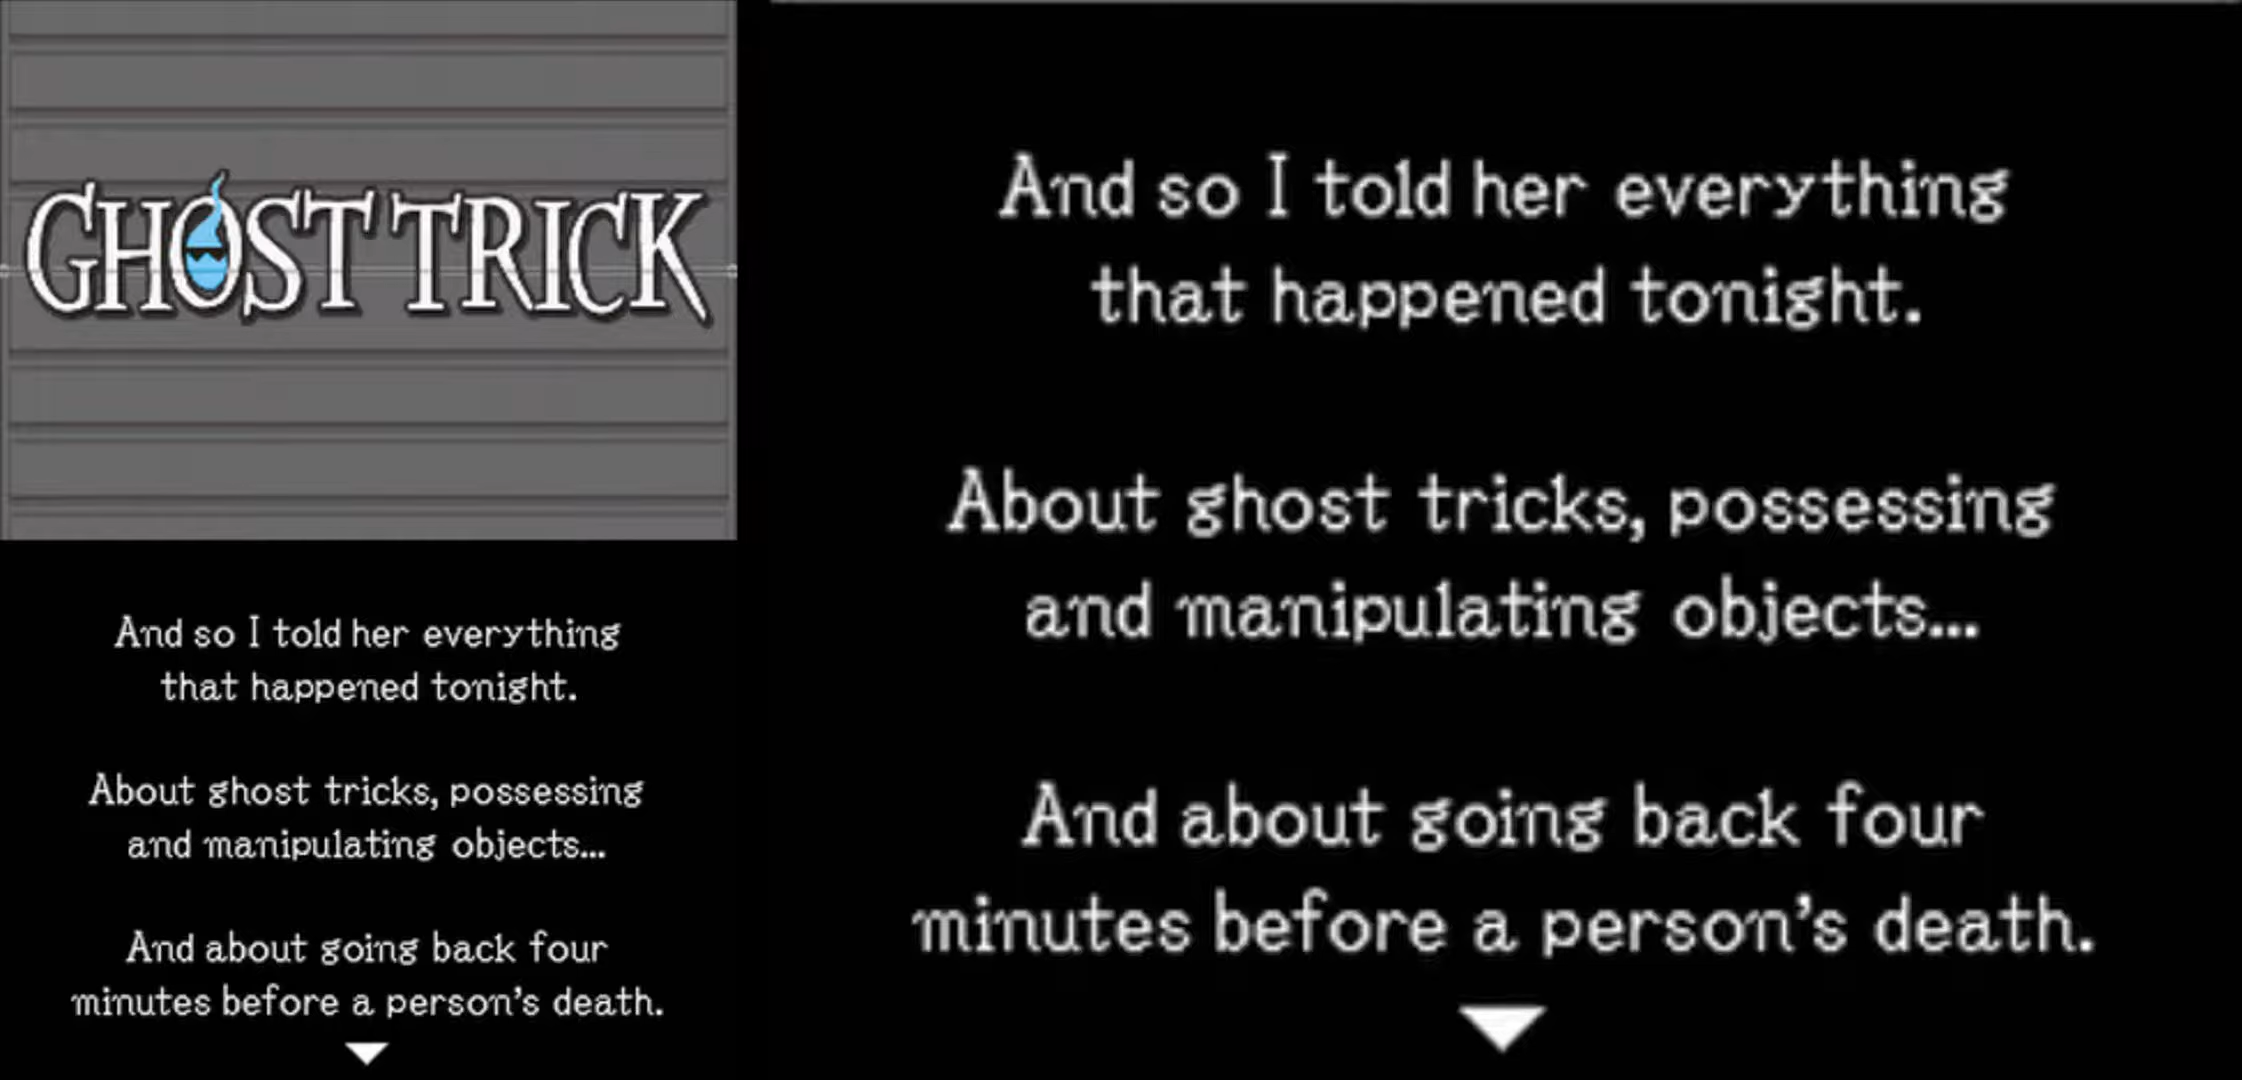 GHOST TRICK
And so I told her everything
that happened tonight.
About ghost tricks, possessing
and manipulating objects...
And about going back four
minutes before a person's death.
And so I told her everything
that happened tonight.
About ghost tricks, possessing
and manipulating objects...
And about going back four
minutes before a person's death.